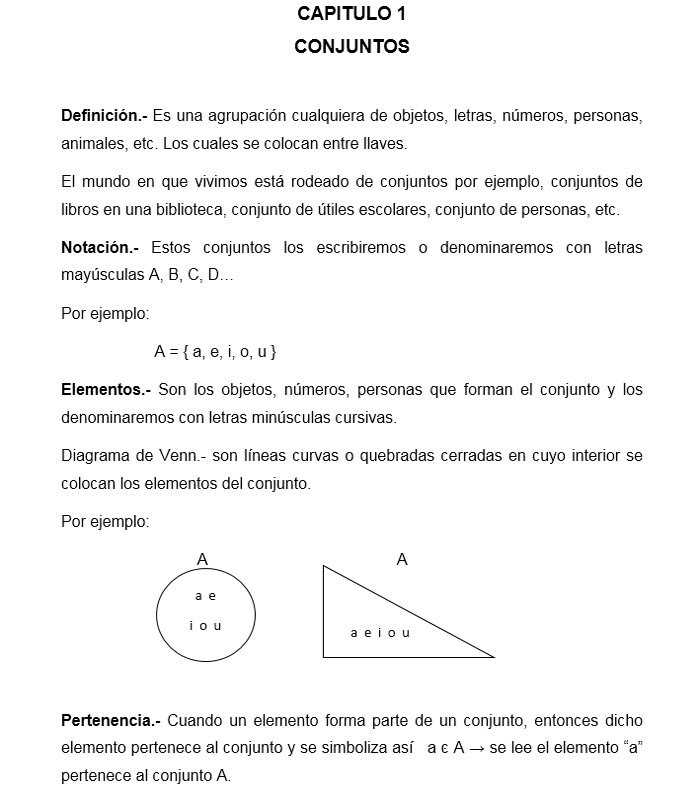 CAPITULO 1
CONJUNTOS
Definición.- Es una agrupación cualquiera de objetos, letras, números, personas,
animales, etc. Los cuales se colocan entre llaves.
El mundo en que vivimos está rodeado de conjuntos por ejemplo, conjuntos de
libros en una biblioteca, conjunto de útiles escolares, conjunto de personas, etc.
Notación.- Estos conjuntos los escribiremos o denominaremos con letras
mayúsculas A, B, C, D…
Por ejemplo:
A = { a, e, i, o, u }
Elementos.- Son los objetos, números, personas que forman el conjunto y los
denominaremos con letras minúsculas cursivas.
Diagrama de Venn.- son líneas curvas o quebradas cerradas en cuyo interior se
colocan los elementos del conjunto.
Por ejemplo:
A
a e
i o u
A
a e i o u
Pertenencia.- Cuando un elemento forma parte de un conjunto, entonces dicho
elemento pertenece al conjunto y se simboliza así a є A → se lee el elemento “a”
pertenece al conjunto A.